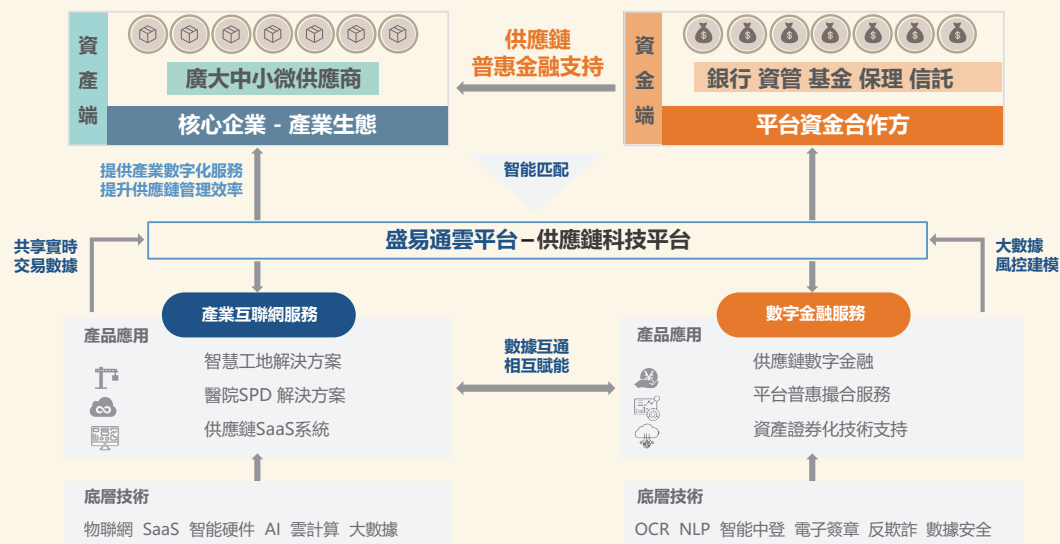 資
產
端
廣大中小微供應商
核心企業 - 產業生態
供應鏈
普惠金融支持
資
金
端
銀行 資管 基金 保理 信託
平台資金合作方
提供產業數字化服務
提升供應鏈管理效率
智能匹配
盛易通雲平台–供應鏈科技平台
共享實時
交易數據
大數據
風控建模
產業互聯網服務
產品應用
智慧工地解決方案
醫院SPD 解決方案
供應鏈SaaS系統
數據互通
相互賦能
數字金融服務
產品應用
供應鏈數字金融
平台普惠撮合服務
資產證券化技術支持
底層技術
物聯網 SaaS 智能硬件 AI 雲計算 大數據
底層技術
OCR NLP 智能中登 電子簽章 反欺詐 數據安全